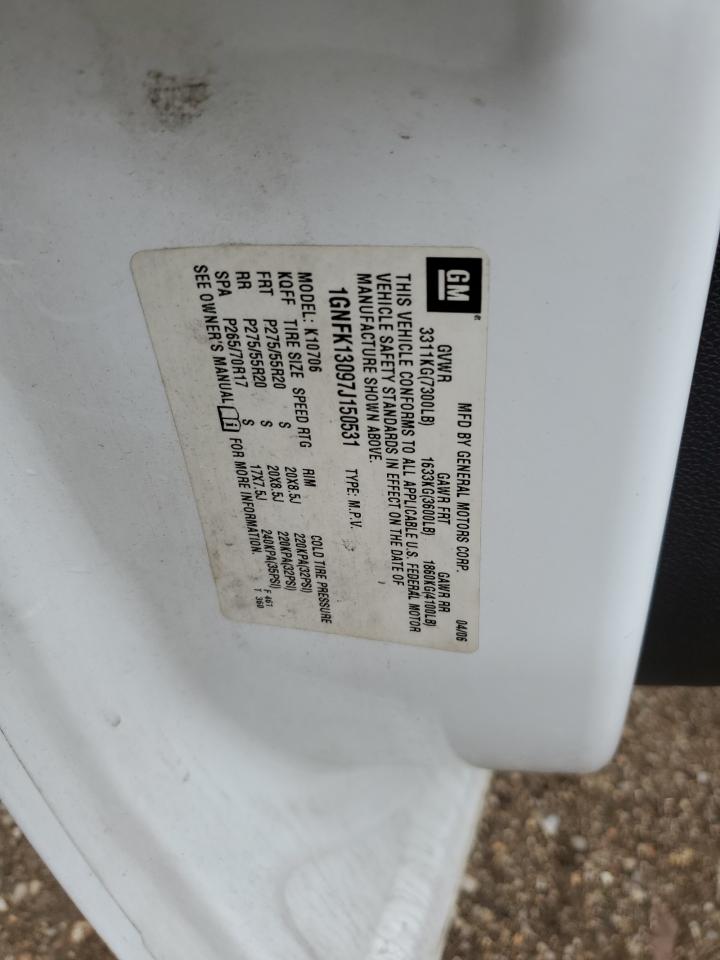 GM®
MFD BY GENERAL MOTORS CORP. 04/06
GVWR GAWR FRT GAWR RR
3311KG(7300LB) 1633KG(3600LB) 1860KG(4100LB)
THIS VEHICLE CONFORMS TO ALL APPLICABLE U.S. FEDERAL MOTOR
VEHICLE SAFETY STANDARDS IN EFFECT ON THE DATE OF
MANUFACTURE SHOWN ABOVE.
1GNFK13097J150531 TYPE: M.P.V.
MODEL: K10706
KQFF TIRE SIZE SPEED RTG RIM COLD TIRE PRESSURE
FRT P275/55R20 S 20X8.5J 220KPA(32PSI)
RR P275/55R20 S 20X8.5J 220KPA(32PSI)
SPA P265/70R17 S 17X7.5J 240KPA(35PSI)
SEE OWNER'S MANUAL FOR MORE INFORMATION. F 461
T 360